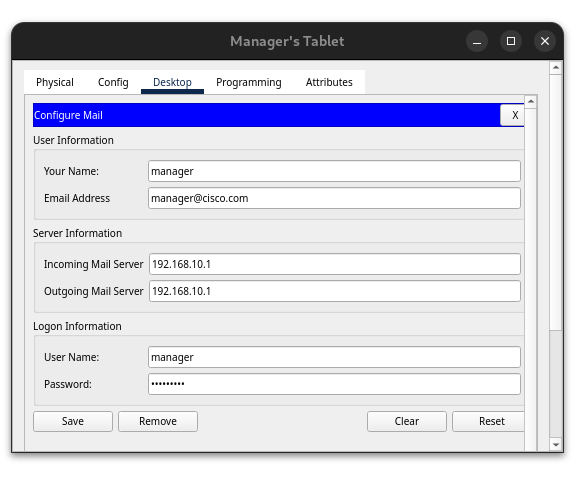 Manager's Tablet
Physical Config Desktop Programming Attributes
Configure Mail X
User Information
Your Name: manager
Email Address manager@cisco.com
Server Information
Incoming Mail Server 192.168.10.1
Outgoing Mail Server 192.168.10.1
Logon Information
User Name: manager
Password: •••••••••
Save Remove Clear Reset